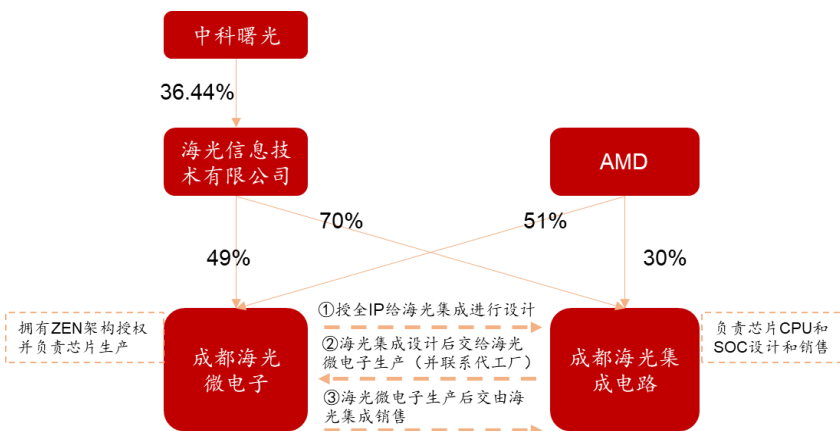 中科曙光
36.44%
海光信息技
术有限公司
AMD
70%
51%
49%
30%
拥有ZEN架构授权
并负责芯片生产
成都海光
微电子
①授全IP给海光集成进行设计
②海光集成设计后交给海光
微电子生产（并联系代工厂）
③海光微电子生产后交由海
光集成销售
成都海光集
成电路
负责芯片CPU和
SOC设计和销售